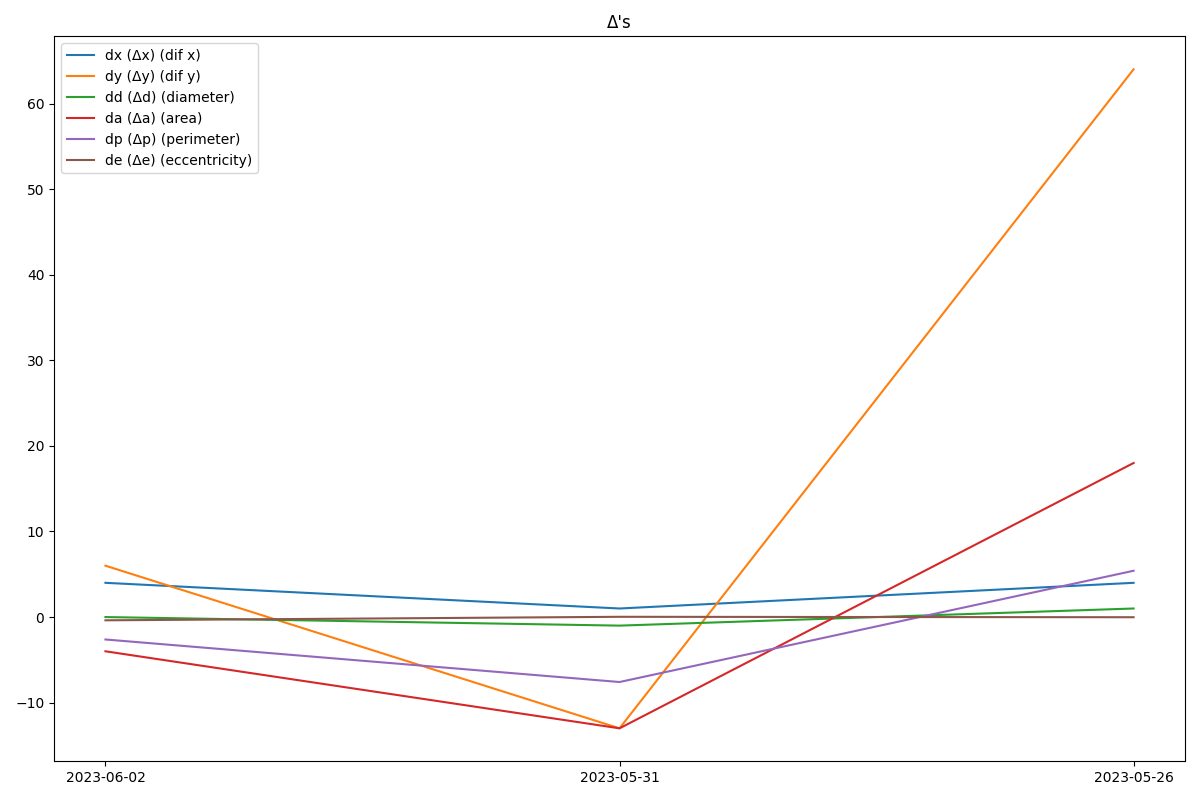 Δ's
dx (Δx) (dif x)
dy (Δy) (dif y)
dd (Δd) (diameter)
da (Δa) (area)
dp (Δp) (perimeter)
de (Δe) (eccentricity)
60
50
40
30
20
10
0
−10
2023-06-02
2023-05-31
2023-05-26